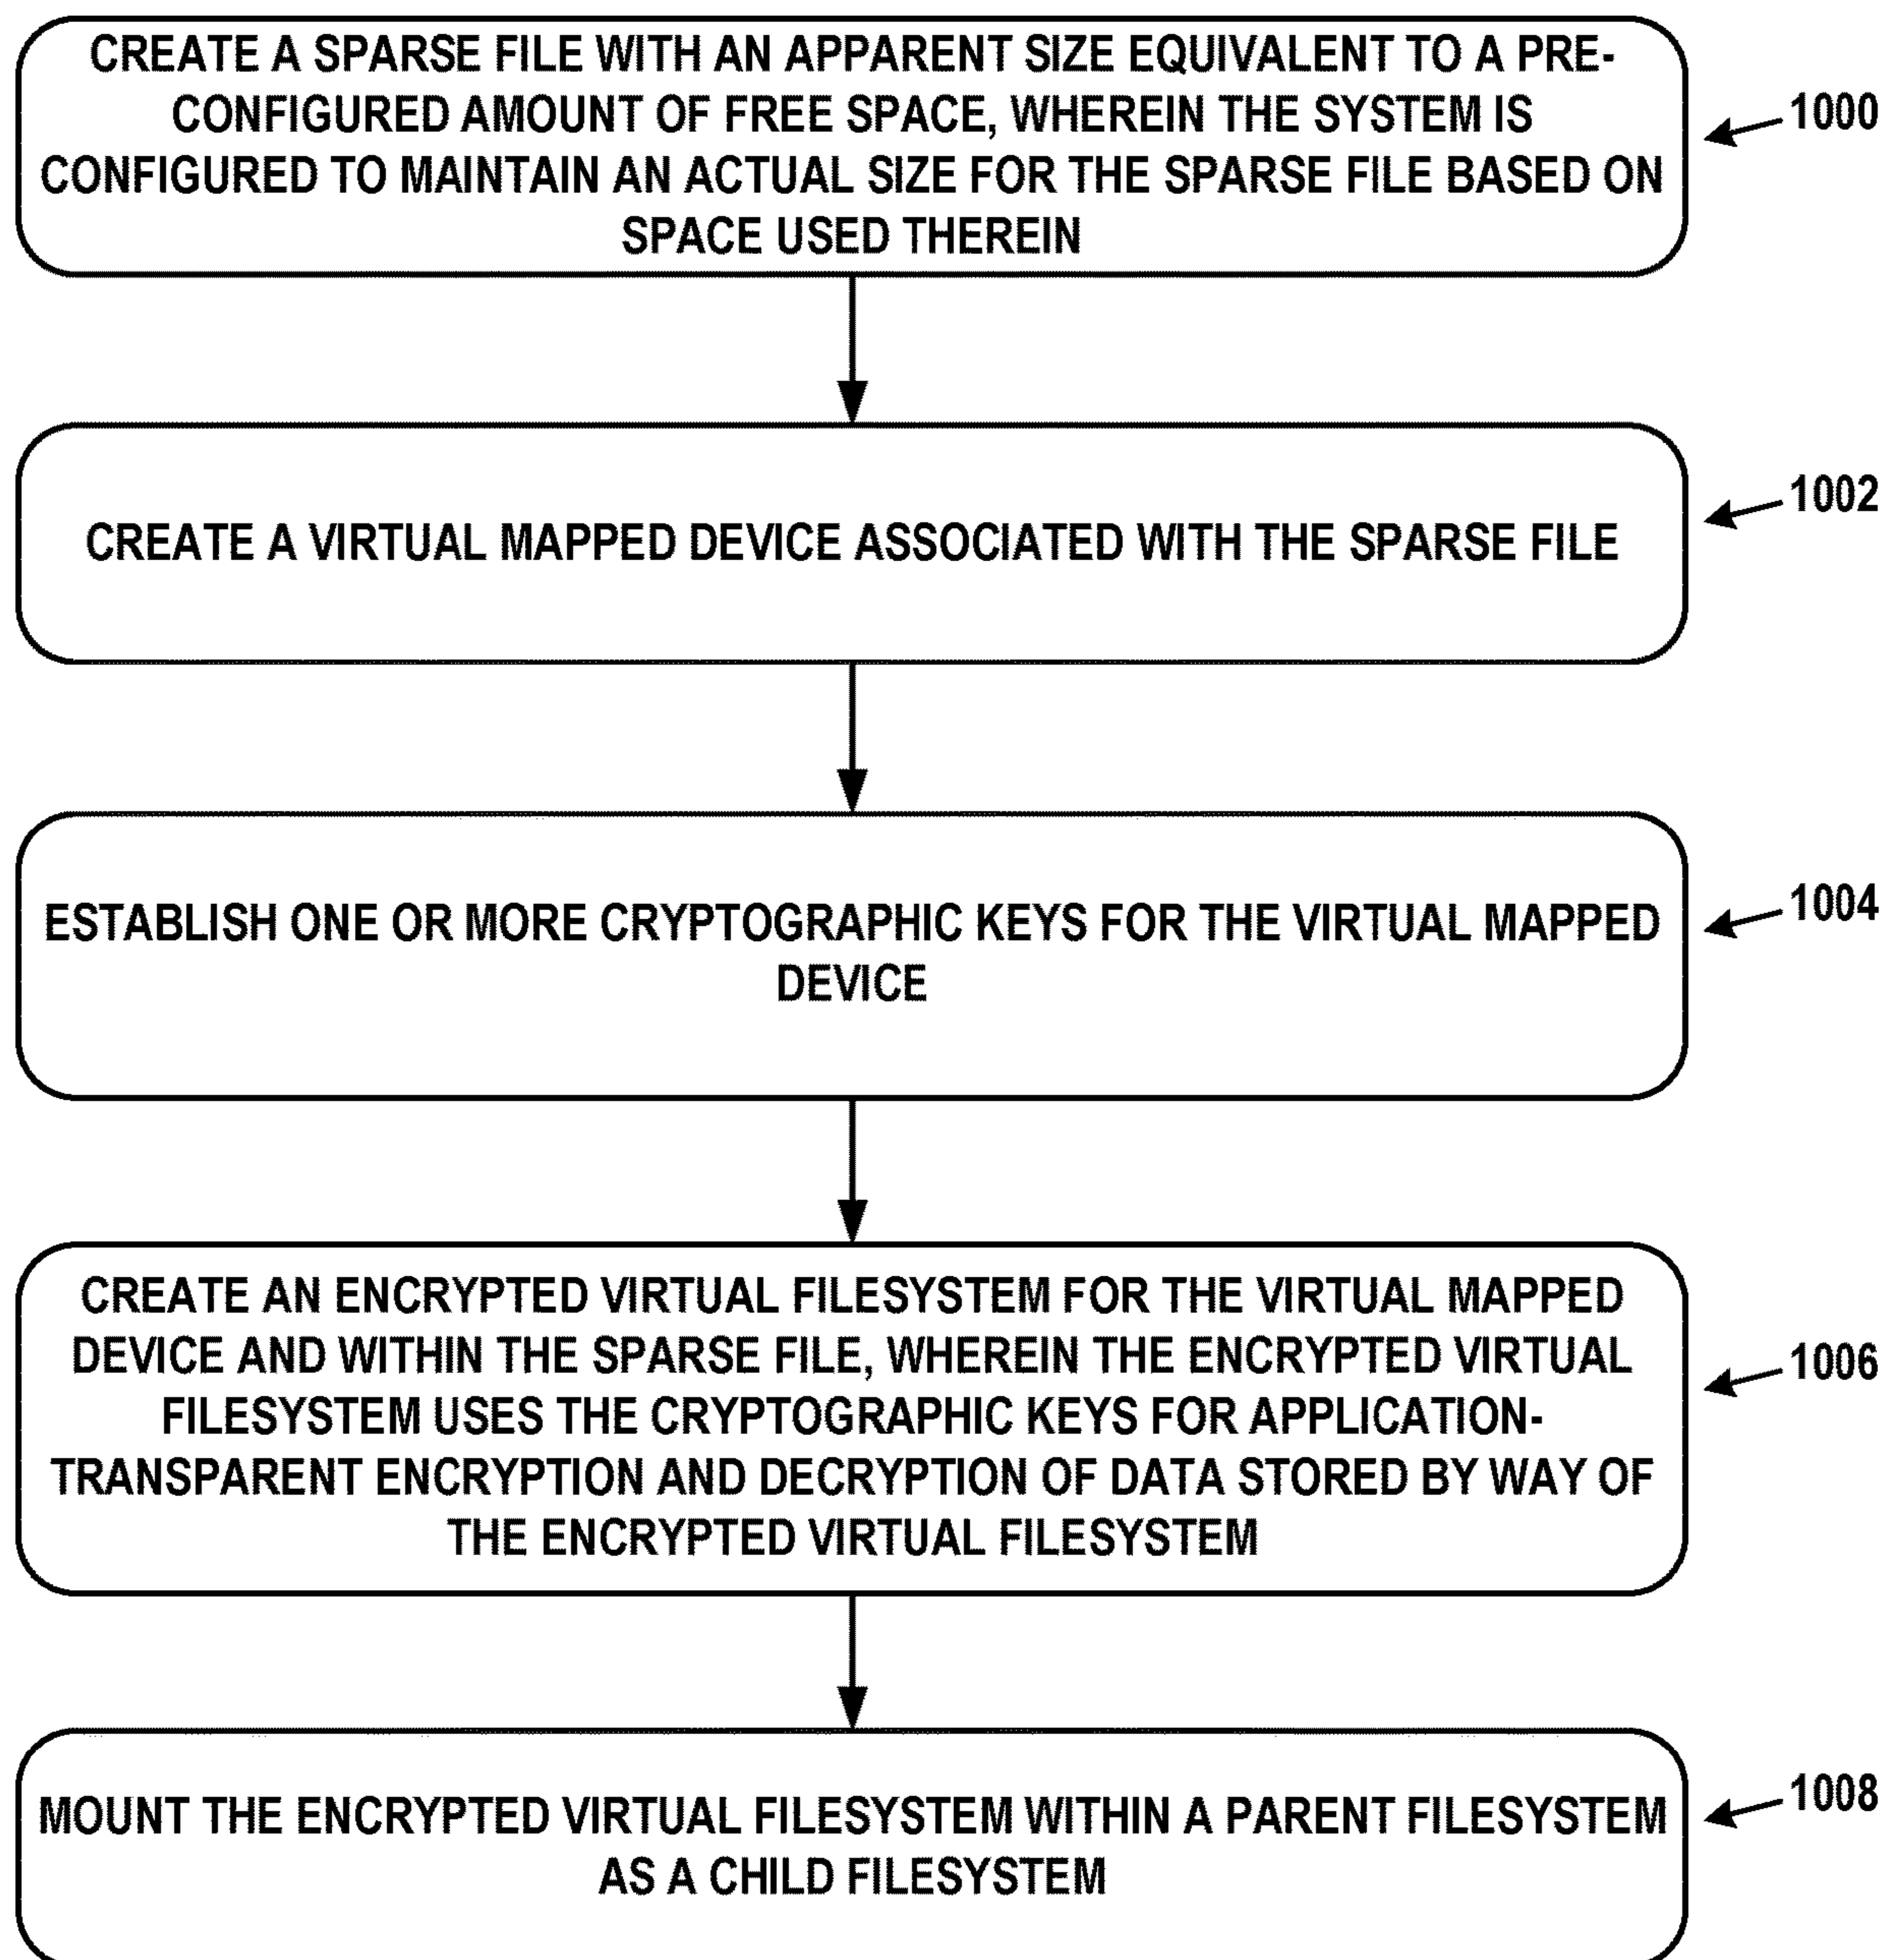 CREATE A SPARSE FILE WITH AN APPARENT SIZE EQUIVALENT TO A PRE-
CONFIGURED AMOUNT OF FREE SPACE, WHEREIN THE SYSTEM IS
CONFIGURED TO MAINTAIN AN ACTUAL SIZE FOR THE SPARSE FILE BASED ON
SPACE USED THEREIN
1000
CREATE A VIRTUAL MAPPED DEVICE ASSOCIATED WITH THE SPARSE FILE
1002
ESTABLISH ONE OR MORE CRYPTOGRAPHIC KEYS FOR THE VIRTUAL MAPPED
DEVICE
1004
CREATE AN ENCRYPTED VIRTUAL FILESYSTEM FOR THE VIRTUAL MAPPED
DEVICE AND WITHIN THE SPARSE FILE, WHEREIN THE ENCRYPTED VIRTUAL
FILESYSTEM USES THE CRYPTOGRAPHIC KEYS FOR APPLICATION-
TRANSPARENT ENCRYPTION AND DECRYPTION OF DATA STORED BY WAY OF
THE ENCRYPTED VIRTUAL FILESYSTEM
1006
MOUNT THE ENCRYPTED VIRTUAL FILESYSTEM WITHIN A PARENT FILESYSTEM
AS A CHILD FILESYSTEM
1008